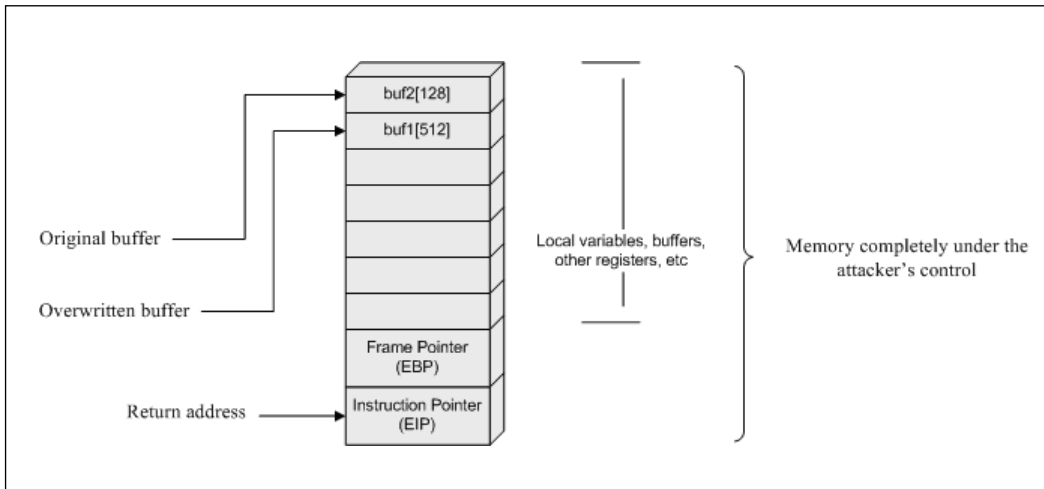 buf2[128]
buf1[512]
Original buffer
Overwritten buffer
Local variables, buffers,
other registers, etc
Memory completely under the
attacker’s control
Frame Pointer
(EBP)
Return address
Instruction Pointer
(EIP)